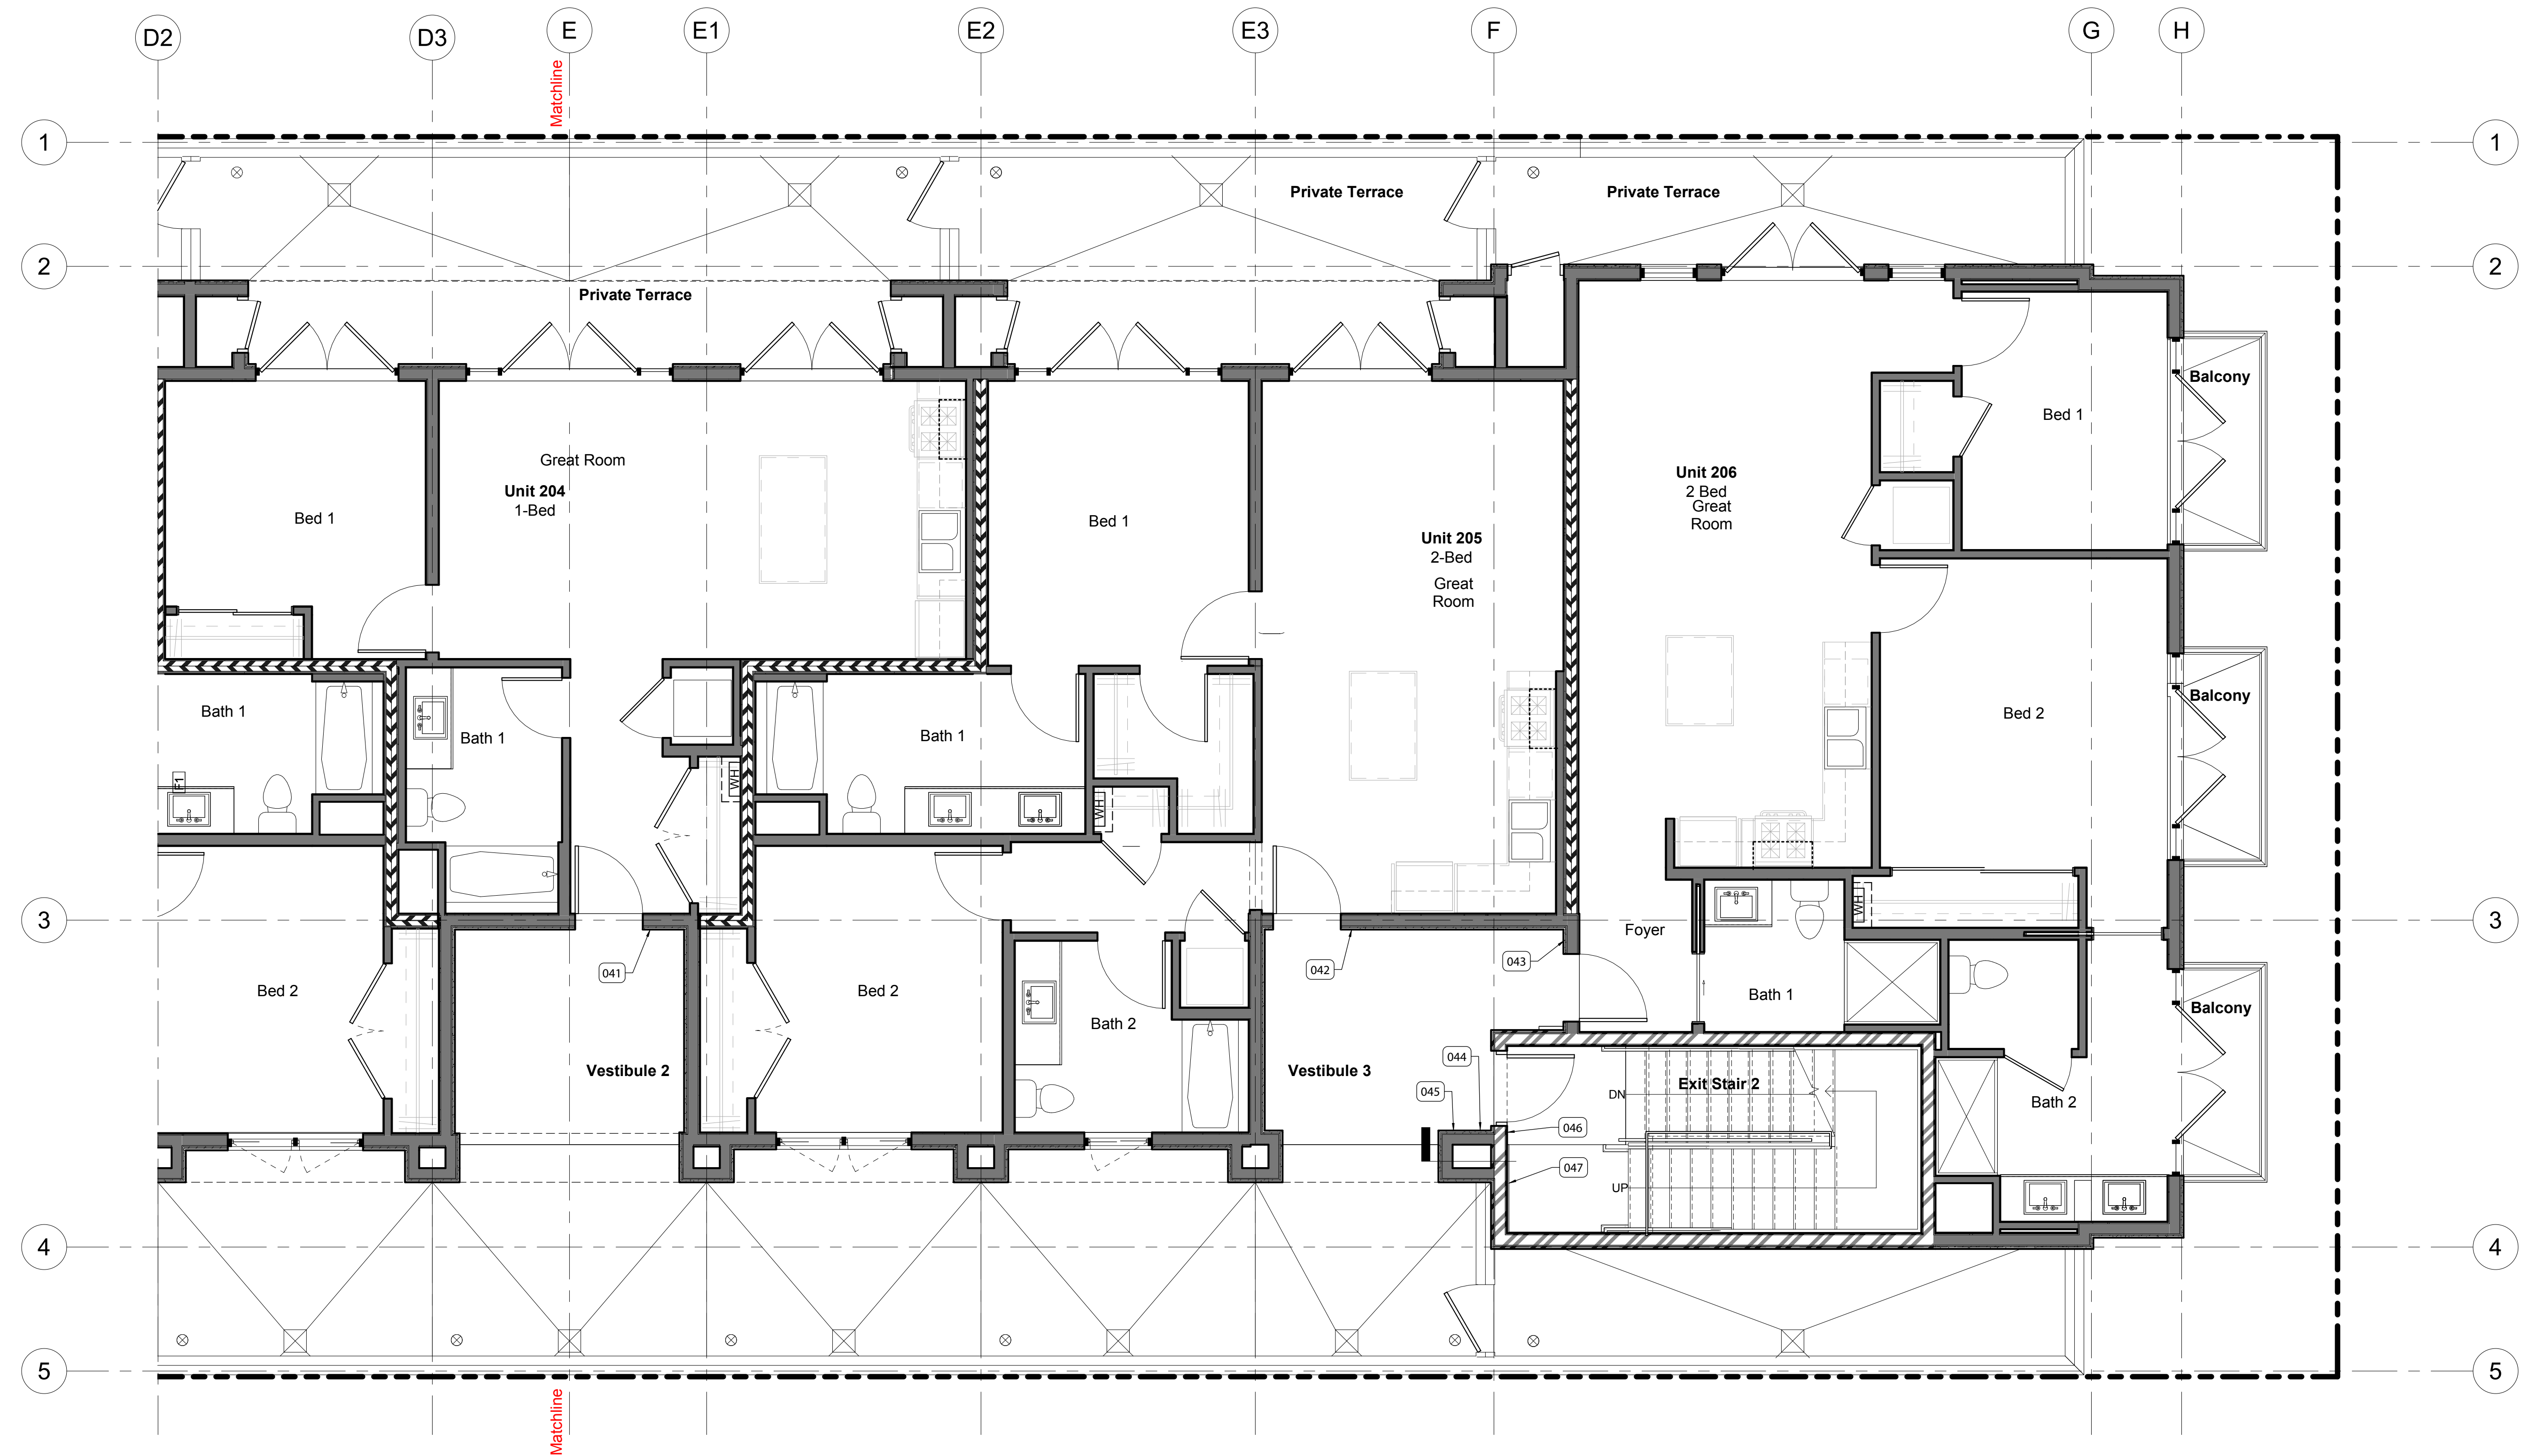 D2
D3
E
E1
E2
E3
F
G
H
Matchline
1
1
Private Terrace
Private Terrace
2
2
Private Terrace
Balcony
Bed 1
Great Room
Unit 204
1-Bed
Bed 1
Bed 1
Unit 205
2-Bed
Great
Room
Unit 206
2 Bed
Great
Room
Balcony
Bath 1
Bath 1
Bath 1
Bed 2
F1
WH
WH
WH
3
3
Foyer
041
042
043
Bed 2
Bed 2
Bath 1
Balcony
Bath 2
Vestibule 2
Vestibule 3
044
045
046
047
DN
Exit Stair 2
UP
Bath 2
4
4
5
5
Matchline